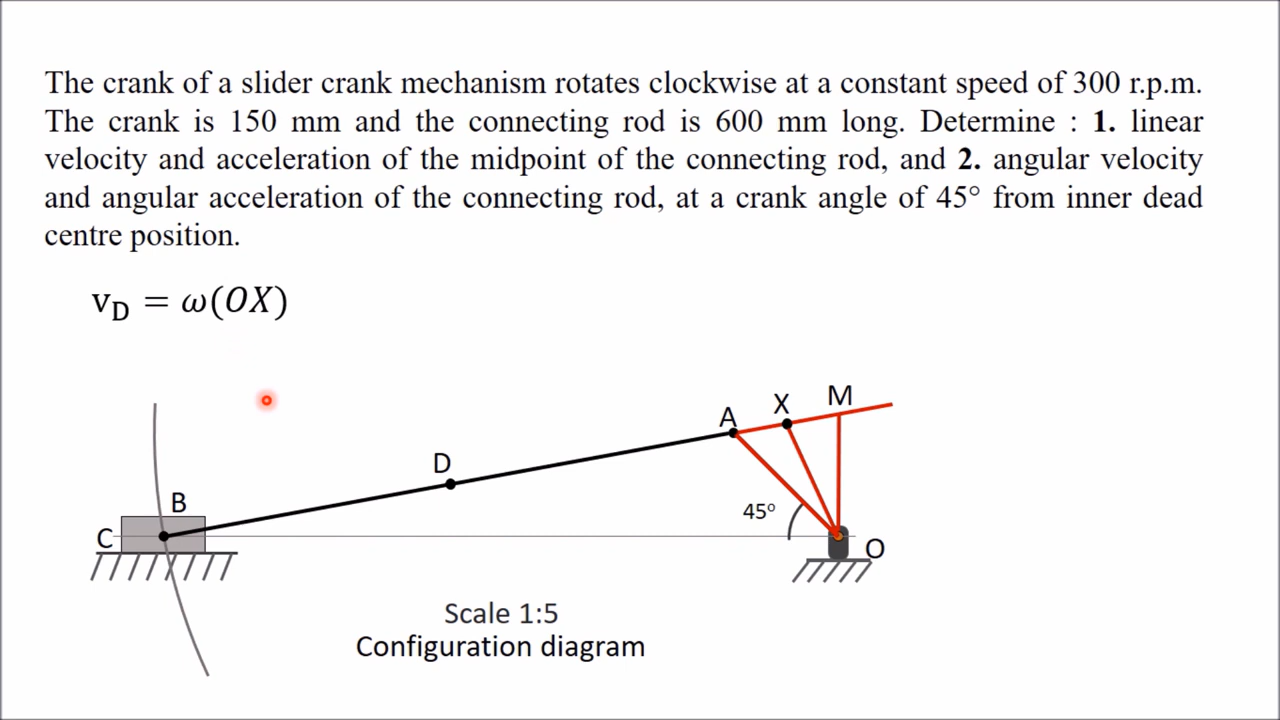 The crank of a slider crank mechanism rotates clockwise at a constant speed of 300 r.p.m.
The crank is 150 mm and the connecting rod is 600 mm long. Determine : 1. linear
velocity and acceleration of the midpoint of the connecting rod, and 2. angular velocity
and angular acceleration of the connecting rod, at a crank angle of 45° from inner dead
centre position.
v_D = ω(OX)
A X M
D
B
45°
C
O
Scale 1:5
Configuration diagram